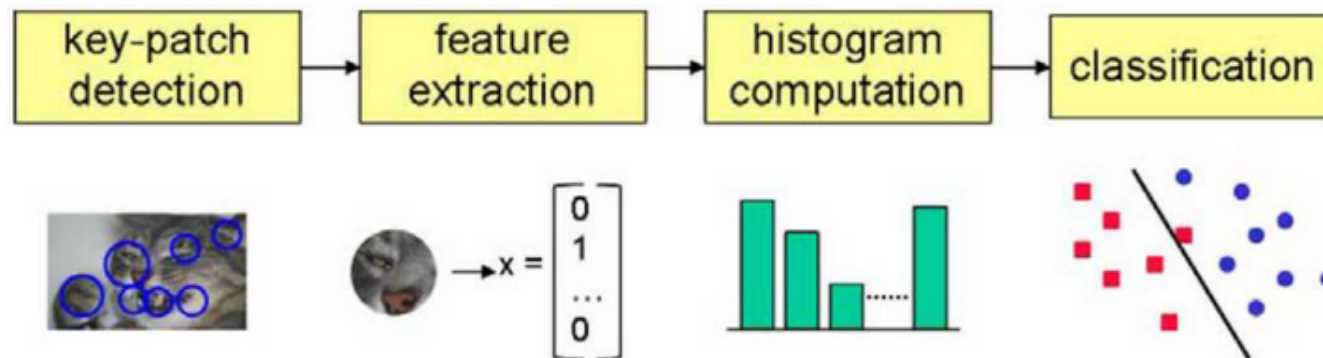 key-patch
detection
feature
extraction
histogram
computation
classification
x =
0
1
...
0